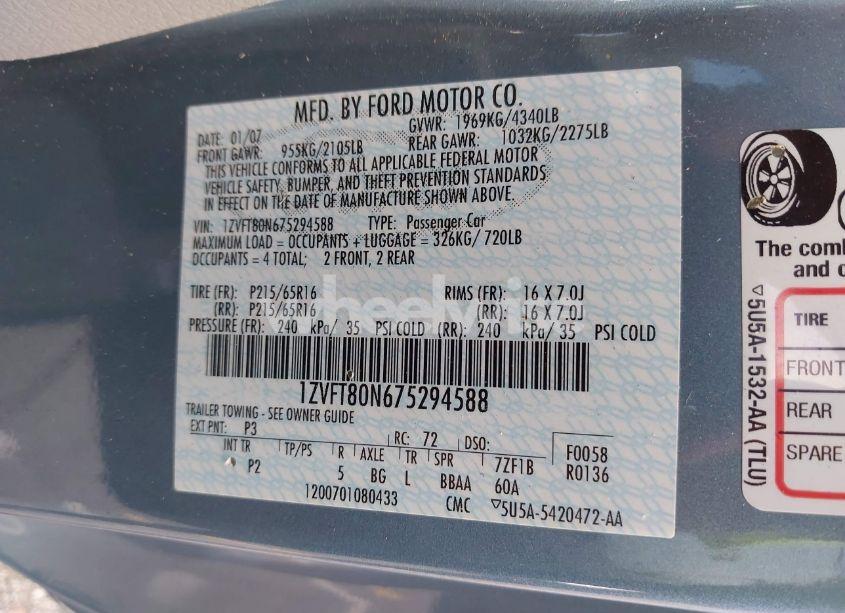 MFD. BY FORD MOTOR CO.
DATE: 01/07 GVWR: 1969KG/4340LB
FRONT GAWR: 955KG/2105LB REAR GAWR: 1032KG/2275LB
THIS VEHICLE CONFORMS TO ALL APPLICABLE FEDERAL MOTOR
VEHICLE SAFETY, BUMPER, AND THEFT PREVENTION STANDARDS
IN EFFECT ON THE DATE OF MANUFACTURE SHOWN ABOVE.
VIN: 1ZVFT80N675294588 TYPE: Passenger Car
MAXIMUM LOAD = OCCUPANTS + LUGGAGE = 326KG/720LB
OCCUPANTS = 4 TOTAL; 2 FRONT, 2 REAR
TIRE (FR): P215/65R16 RIMS (FR): 16 X 7.0J
(RR): P215/65R16 (RR): 16 X 7.0J
PRESSURE (FR): 240 kPa/ 35 PSI COLD (RR): 240 kPa/ 35 PSI COLD
1ZVFT80N675294588
TRAILER TOWING - SEE OWNER GUIDE
EXT PNT: P3 RC: 72 DSO: F0058
INT TR TP/PS R AXLE TR SPR 7ZF1B R0136
P2 5 BG L BBAA 60A
1200701080433 CMC ▽5U5A-5420472-AA
The comb
and c
TIRE
FRONT
REAR
SPARE
▽5U5A-1532-AA (TLU)